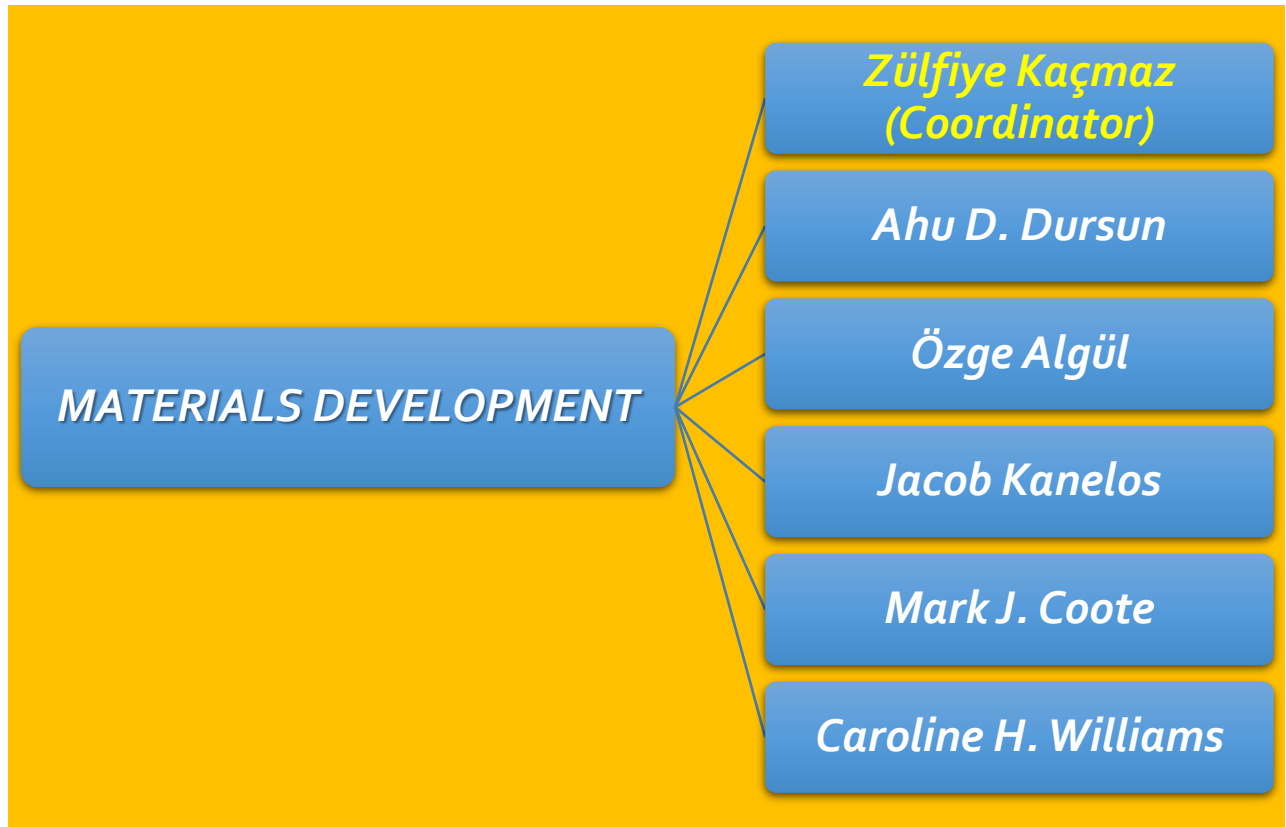 MATERIALS DEVELOPMENT
Zülfiye Kaçmaz
(Coordinator)
Ahu D. Dursun
Özge Algül
Jacob Kanelos
Mark J. Coote
Caroline H. Williams